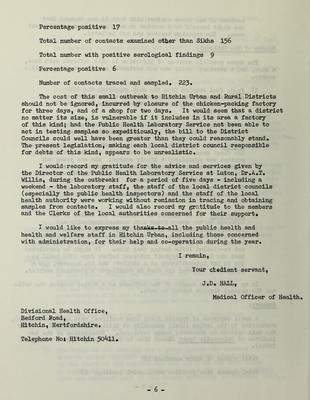 Percentage positive 17
Total number of contacts examined other than Sikhs 156
Total number with positive serological findings 9
Percentage positive 6
Number of contacts traced and sampled, 223.
The cost of this small outbreak to Hitchin Urban and Rural Districts
should not be ignored, incurred by closure of the chicken-packing factory
for three days, and of a shop for two days. It would seem that a district
no matter its size, is vulnerable if it includes in its area a factory
of this kind; had the Public Health Laboratory Service not been able to
act in testing samples so expeditiously, the bill to the District
Councils could well have been greater than they could reasonably stand.
The present legislation, making each local district council responsible
for debts of this kind, appears to be unrealistic.
I would record my gratitude for the advice and services given by
the Director of the Public Health Laboratory Service at Luton, Dr.A.T.
Willis, during the outbreak: for a period of five days - including a
weekend - the laboratory staff, the staff of the local district councils
(especially the public health inspectors) and the staff of the local
health authority were working without remission in tracing and obtaining
samples from contacts. I would also record my gratitude to the members
and the Clerks of the local authorities concerned for their support.
I would like to express my thanks to all the public health and
health and welfare staff in Hitchin Urban, including those concerned
with administration, for their help and co-operation during the year.
I remain,
Your obedient servant,
J.D. HALL,
Medical Officer of Health.
Divisional Health Office,
Bedford Road,
Hitchin, Hertfordshire.
Telephone No: Hitchin 50411.
- 6 -